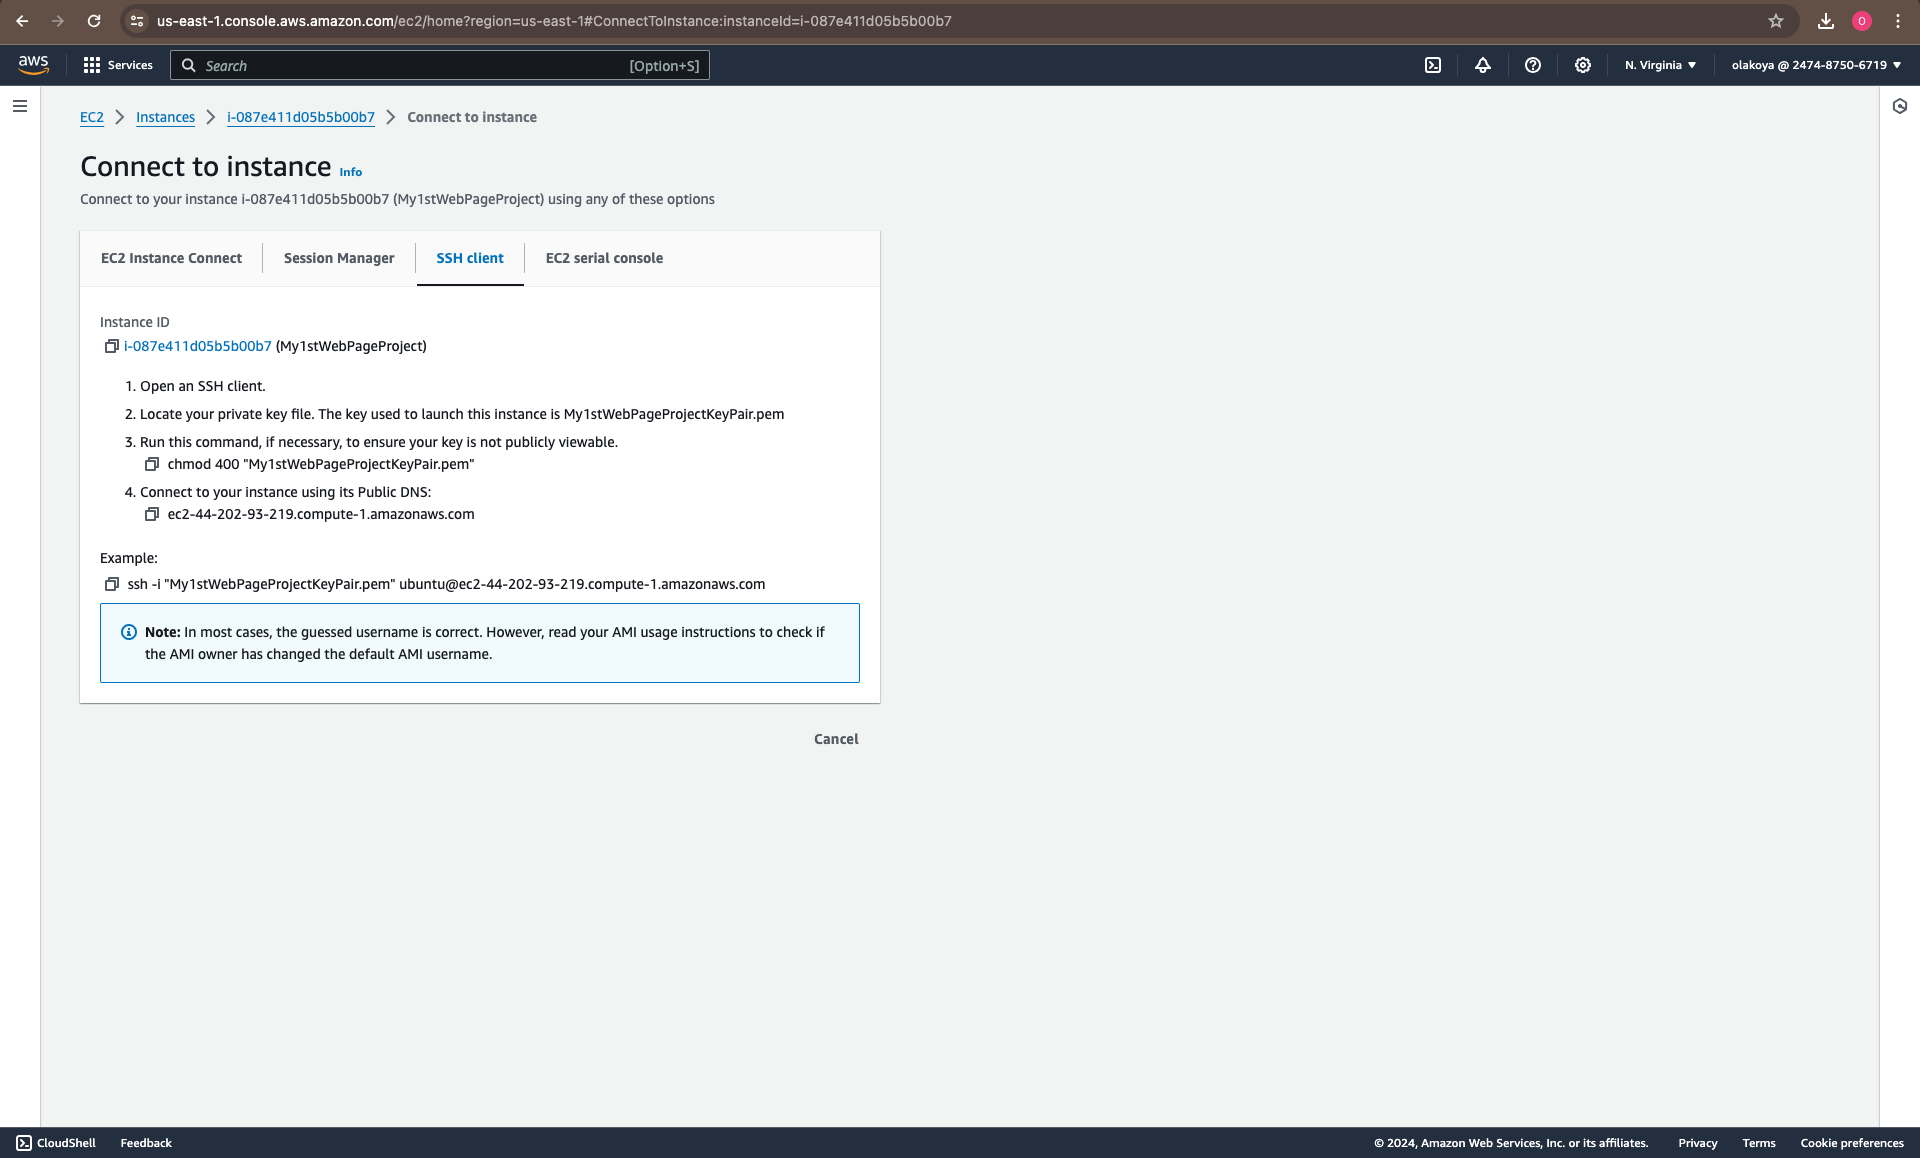 us-east-1.console.aws.amazon.com/ec2/home?region=us-east-1#ConnectToInstance:instanceId=i-087e411d05b5b00b7
O
aws
Services
Search
[Option+S]
N. Virginia
olakoya @ 2474-8750-6719
EC2 Instances i-087e411d05b5b00b7 Connect to instance
Connect to instance Info
Connect to your instance i-087e411d05b5b00b7 (My1stWebPageProject) using any of these options
EC2 Instance Connect
Session Manager
SSH client
EC2 serial console
Instance ID
i-087e411d05b5b00b7 (My1stWebPageProject)
1. Open an SSH client.
2. Locate your private key file. The key used to launch this instance is My1stWebPageProjectKeyPair.pem
3. Run this command, if necessary, to ensure your key is not publicly viewable.
chmod 400 "My1stWebPageProjectKeyPair.pem"
4. Connect to your instance using its Public DNS:
ec2-44-202-93-219.compute-1.amazonaws.com
Example:
ssh -i "My1stWebPageProjectKeyPair.pem" ubuntu@ec2-44-202-93-219.compute-1.amazonaws.com
Note: In most cases, the guessed username is correct. However, read your AMI usage instructions to check if
the AMI owner has changed the default AMI username.
Cancel
CloudShell
Feedback
© 2024, Amazon Web Services, Inc. or its affiliates.
Privacy
Terms
Cookie preferences